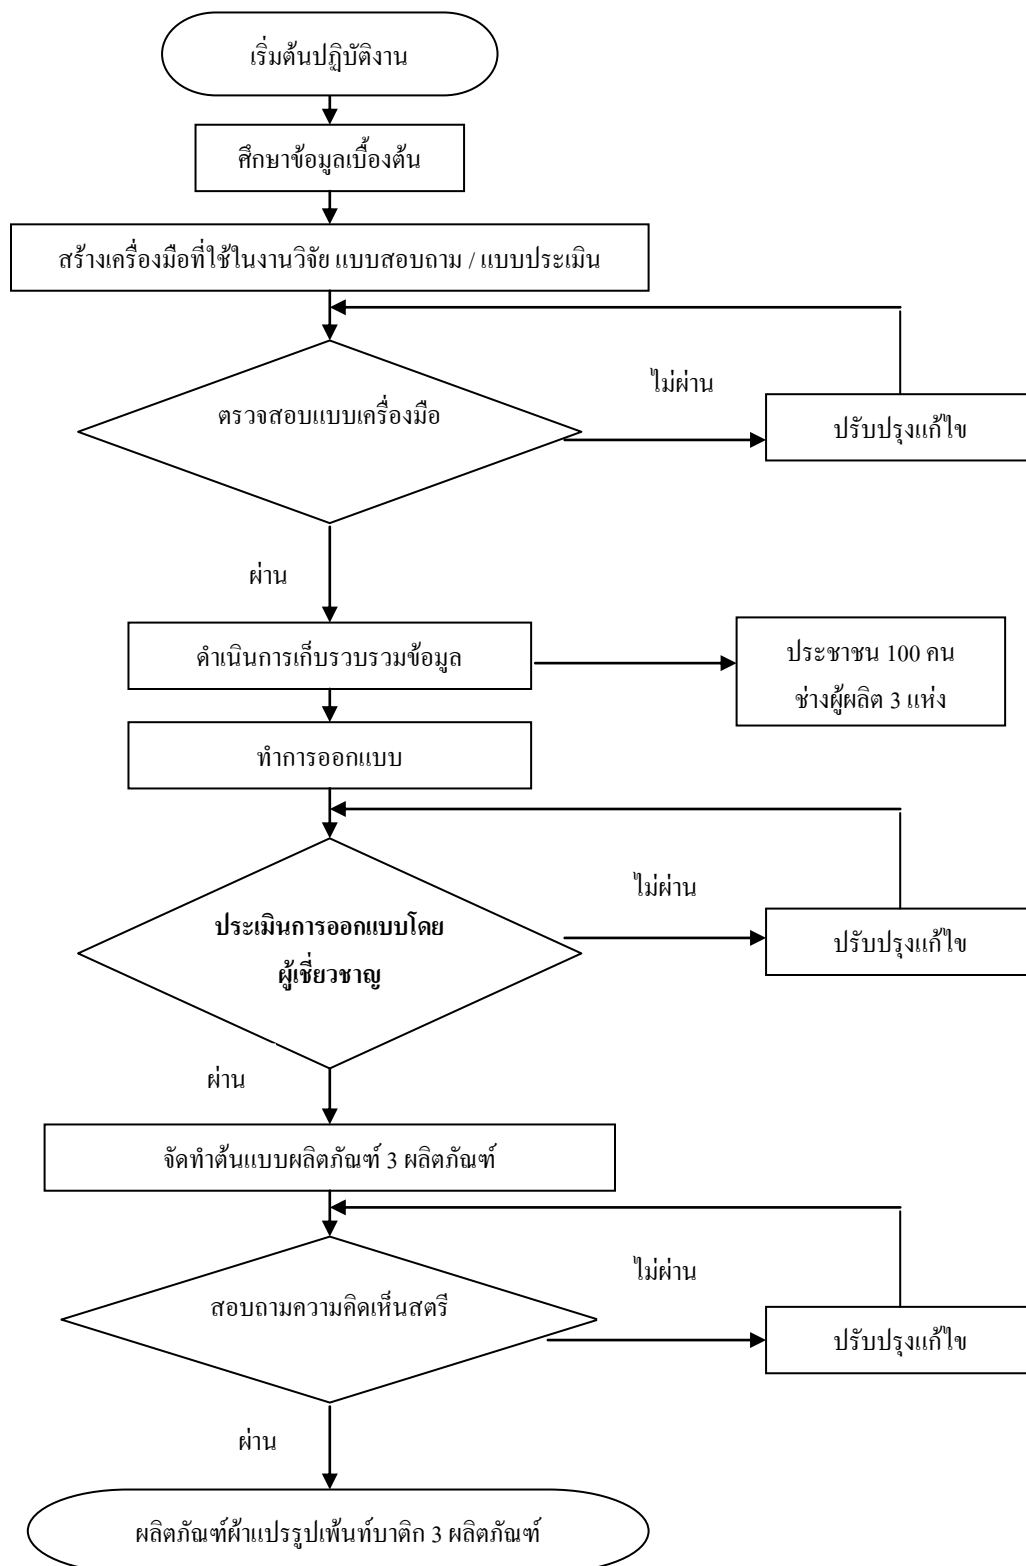 เริ่มต้นปฏิบัติงาน
ศึกษาข้อมูลเบื้องต้น
สร้างเครื่องมือที่ใช้ในงานวิจัย แบบสอบถาม / แบบประเมิน
ไม่ผ่าน
ตรวจสอบแบบเครื่องมือ
ปรับปรุงแก้ไข
ผ่าน
ดำเนินการเก็บรวบรวมข้อมูล
ประชาชน 100 คน
ช่างผู้ผลิต 3 แห่ง
ทำการออกแบบ
ไม่ผ่าน
ประเมินการออกแบบโดย
ผู้เชี่ยวชาญ
ปรับปรุงแก้ไข
ผ่าน
จัดทำต้นแบบผลิตภัณฑ์ 3 ผลิตภัณฑ์
ไม่ผ่าน
สอบถามความคิดเห็นสตรี
ปรับปรุงแก้ไข
ผ่าน
ผลิตภัณฑ์ผ้าแปรรูปเพ้นท์บาติก 3 ผลิตภัณฑ์